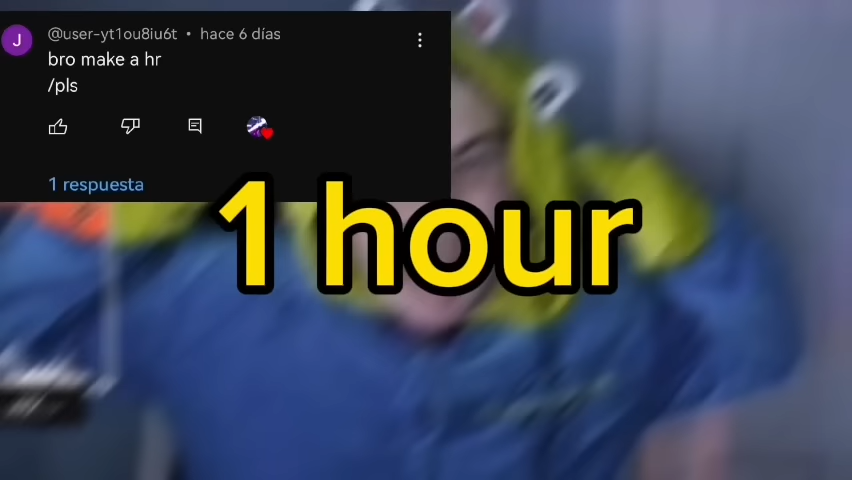 @user-yt1ou8iu6t • hace 6 días
bro make a hr
/pls
1 respuesta
1 hour
J